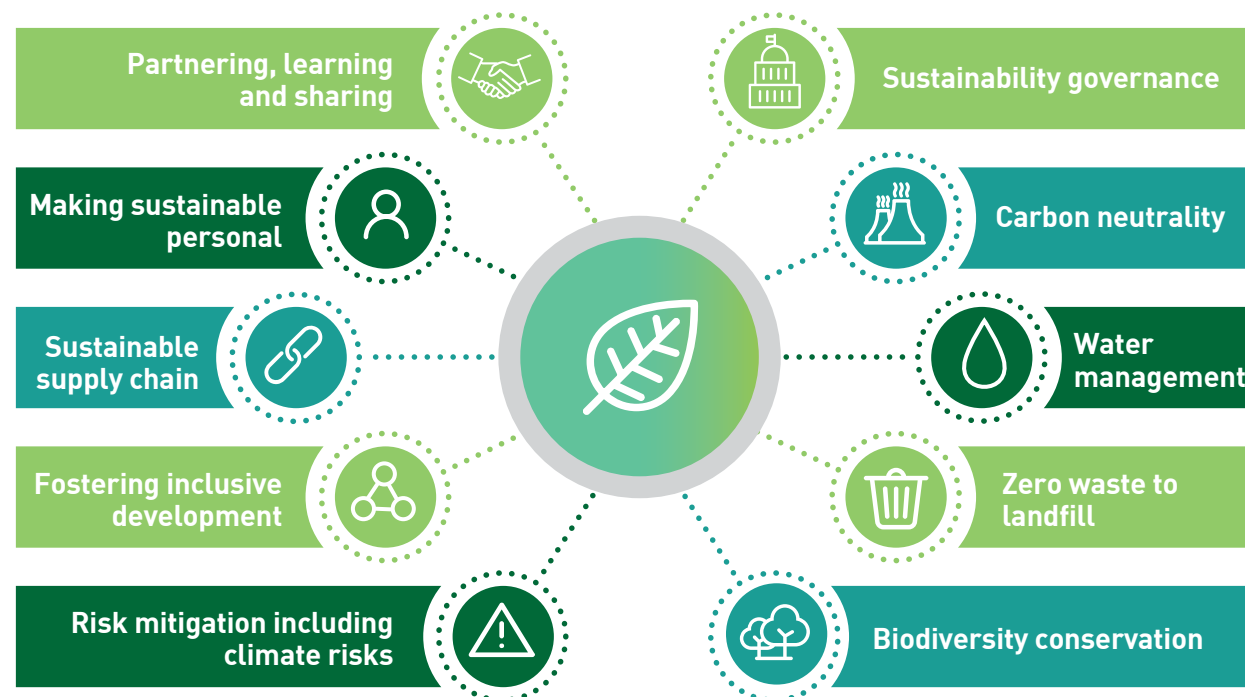 Partnering, learning
and sharing
Sustainability governance
Making sustainable
personal
Carbon neutrality
Sustainable
supply chain
Water
management
Fostering inclusive
development
Zero waste to
landfill
Risk mitigation including
climate risks
Biodiversity conservation